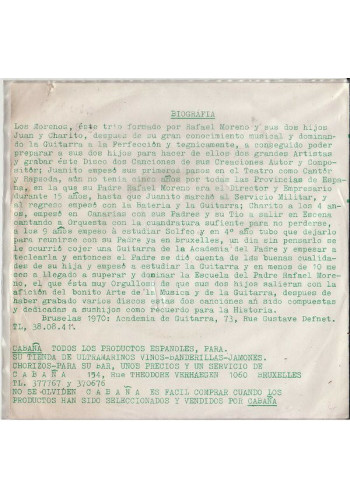 BIOGRAFIA
Los Morenos, éste trio formado por Rafael Moreno y sus dos hijos
Juan y Charito, despues de su gran conocimiento musical y dominan-
do la Guitarra a la Perfección y tegnicamente, a conseguido poder
preparar a sus dos hijos para hacer de ellos dos grandes Artistas
y grabar éste Disco dos Canciones de sus Creaciones Autor y Compo-
sitór; Juanito empesó sus primeros pasos en el Teatro como Cantór
y Rapsoda, aún no tenia cinco años por todas las Provincias de Espa-
na, en la que su Padre Rafael Moreno era el Director y Empresario
durante 15 años, hasta que Juanito marchó al Servicio Militar, y
al regreso empesó con la Bateria y la Guitarra; Charito a los 4 an-
os, empesó en Canarias con sus Padres y su Tio a salir en Escena
cantando a Orquesta con la cuandratura sufiente para no perderse,
a los 9 años empeso à estudiar Solfeo y en 4º año tubo que dejarlo
para reunirse con su Padre ya en bruxelles, un dia sin pensarlo se
le ocurrió cojer una Guitarra de la Academia del Padre y empesar a
teclearla y entonces el Padre se dió cuenta de las buenas cualida-
des de su hija y empesó a estudiar la Guitarra y en menos de 10 me-
ses a llegado a superar y dominar la Escuela del Padre Rafael More-
no, el que ésta muy Orgulloso de que sus dos hijos salieran con la
afición del bonito Arte de la Musica y de la Guitarra, despues de
haber grabado varios discos estas dos canciones an sido compuestas
y dedicadas a muchos como recuerdo para la Historia.
Bruselas 1970: Academia de Guitarra, 73, Rue Gustave Defnet.
TL, 38.08.41.
CABAÑA TODOS LOS PRODUCTOS ESPANOLES, PARA.
SU TIENDA DE ULTRAMARINOS VINOS-BANDERILLAS-JAMONES.
CHORIZOS-PARA SU BAR, UNOS PRECIOS Y UN SERVICIO DE
C A B A Ñ A 194, Rue THEODORE VERHAEGEN 1060 BRUXELLES
TL. 377767 y 370676
NO SE OLVIDEN C A B A Ñ A ES FACIL COMPRAR CUANDO LOS
PRODUCTOS HAN SIDO SELECCIONADOS Y VENDIDOS POR CABAÑA